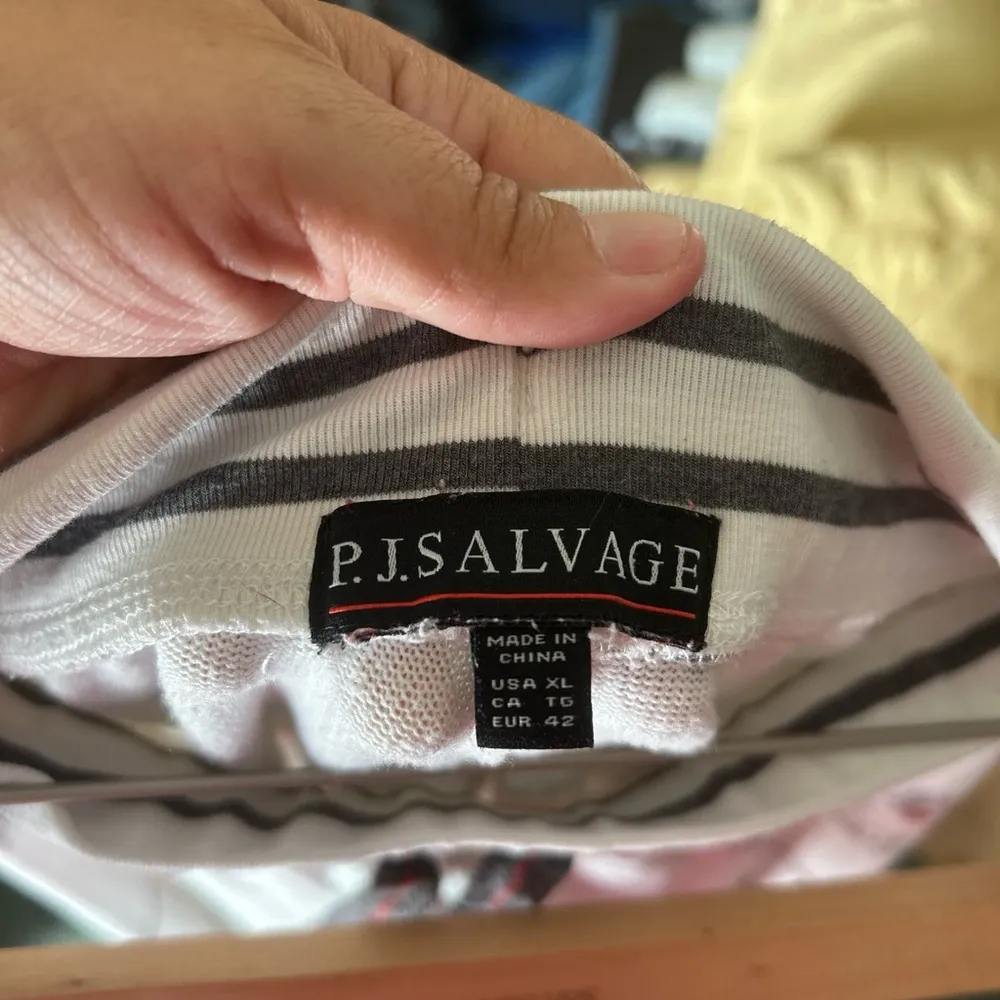 P.J.SALVAGE
MADE IN
CHINA
USA XL
CA TG
EUR 42